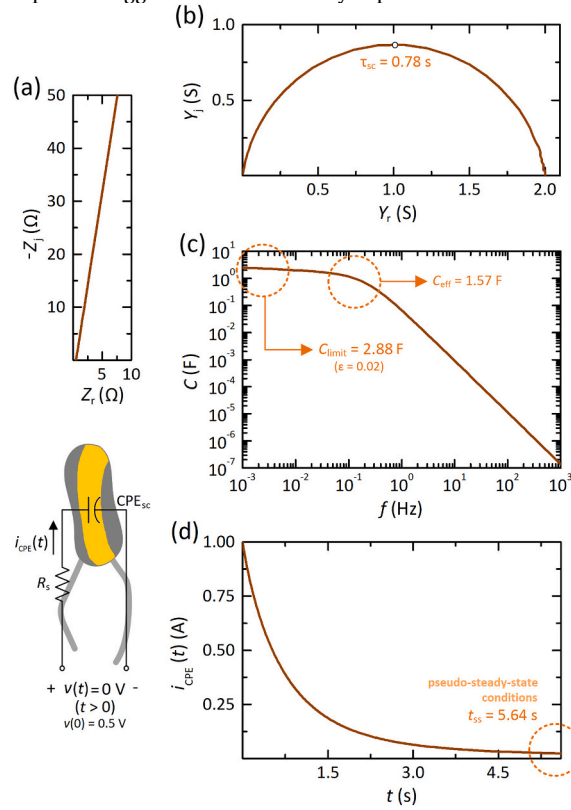 (b)
1.0
0.5
Y_j (S)
τ_sc = 0.78 s
0.5
1.0
1.5
2.0
Y_r (S)
(a)
50
40
30
20
10
-Z_j (Ω)
0
5
10
Z_r (Ω)
(c)
10^1
10^0
10^-1
10^-2
10^-3
10^-4
10^-5
10^-6
10^-7
C (F)
C_eff = 1.57 F
C_limit = 2.88 F
(ε = 0.02)
10^-3
10^-2
10^-1
10^0
10^1
10^2
10^3
f (Hz)
CPE_sc
i_CPE(t)
R_s
+ v(t) = 0 V -
(t > 0)
v(0) = 0.5 V
(d)
1.00
0.75
0.50
0.25
i_CPE (t) (A)
pseudo-steady-state
conditions
t_ss = 5.64 s
1.5
3.0
4.5
t (s)